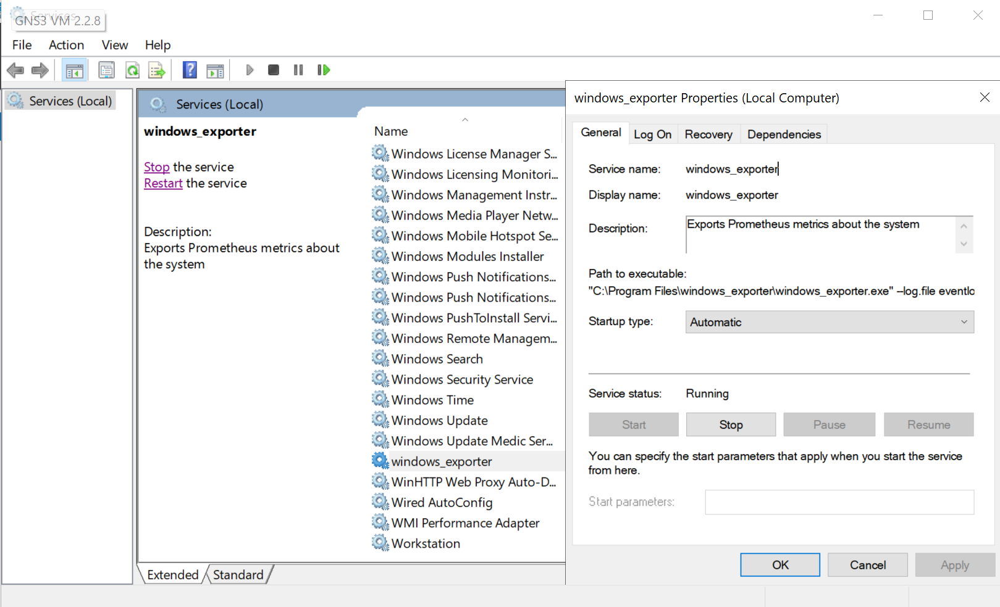 Services
GNS3 VM 2.2.8
File Action View Help
Services (Local)
Services (Local)
windows_exporter
Stop the service
Restart the service
Description:
Exports Prometheus metrics about
the system
Name
Windows License Manager S...
Windows Licensing Monitori...
Windows Management Instr...
Windows Media Player Netw...
Windows Mobile Hotspot Se...
Windows Modules Installer
Windows Push Notifications...
Windows Push Notifications...
Windows PushToInstall Servi...
Windows Remote Managem...
Windows Search
Windows Security Service
Windows Time
Windows Update
Windows Update Medic Ser...
windows_exporter
WinHTTP Web Proxy Auto-D...
Wired AutoConfig
WMI Performance Adapter
Workstation
Extended Standard
windows_exporter Properties (Local Computer)
General Log On Recovery Dependencies
Service name: windows_exporter
Display name: windows_exporter
Description: Exports Prometheus metrics about the system
Path to executable:
"C:\Program Files\windows_exporter\windows_exporter.exe" --log.file eventlo
Startup type: Automatic
Service status: Running
Start Stop Pause Resume
You can specify the start parameters that apply when you start the service
from here.
Start parameters:
OK Cancel Apply